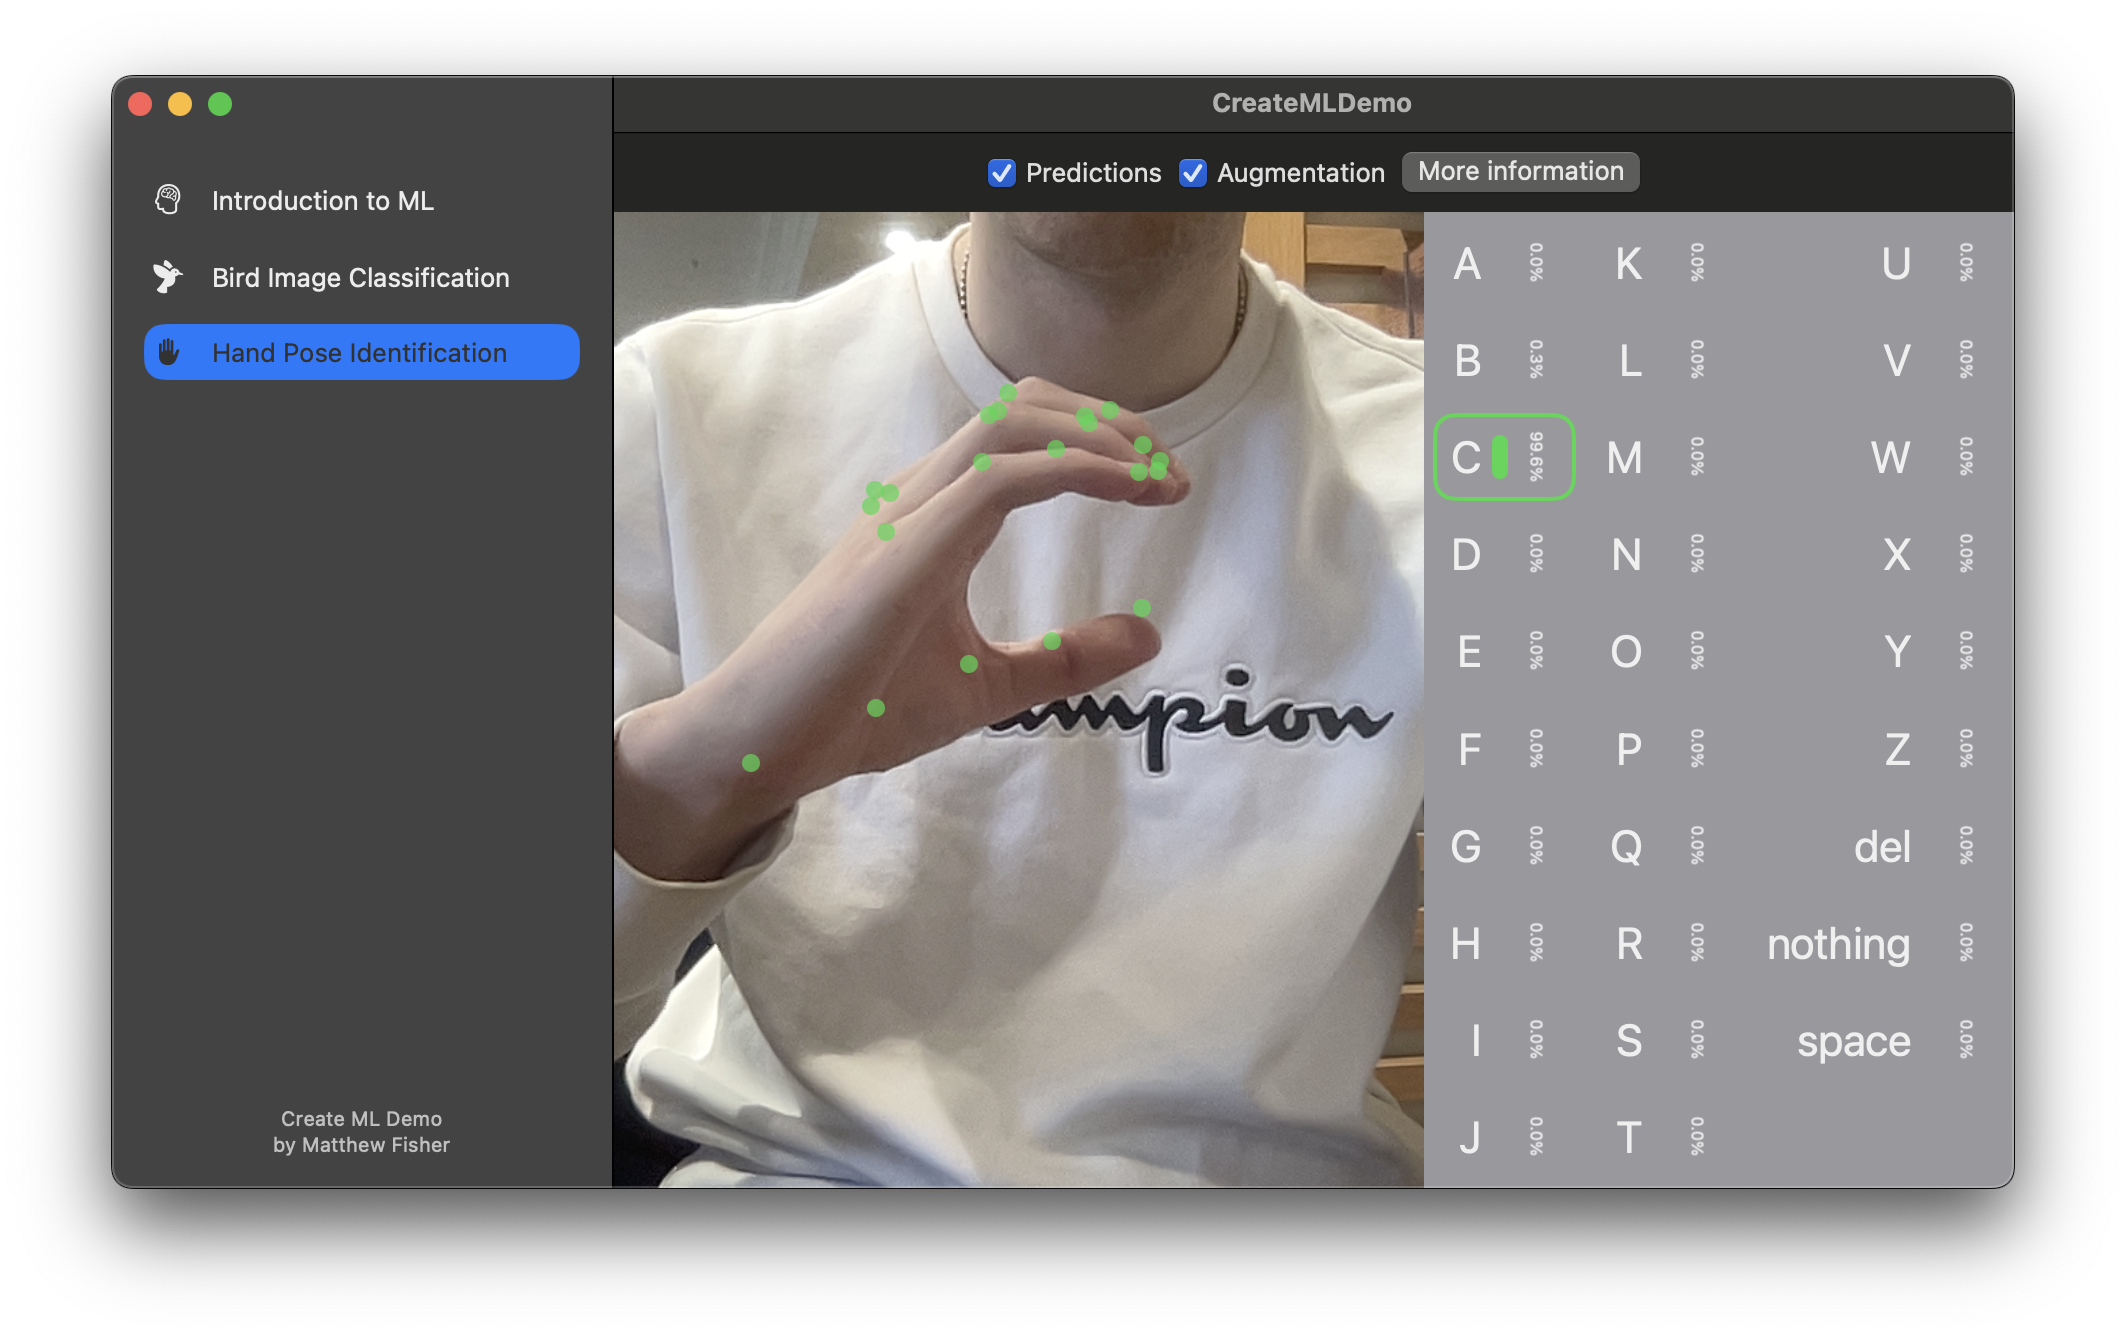 CreateMLDemo
Introduction to ML
Bird Image Classification
Hand Pose Identification
Create ML Demo
by Matthew Fisher
Predictions Augmentation More information
mpion
A 0.0% K 0.0% U 0.0%
B 0.3% L 0.0% V 0.0%
C 99.6% M 0.0% W 0.0%
D 0.0% N 0.0% X 0.0%
E 0.0% O 0.0% Y 0.0%
F 0.0% P 0.0% Z 0.0%
G 0.0% Q 0.0% del 0.0%
H 0.0% R 0.0% nothing 0.0%
I 0.0% S 0.0% space 0.0%
J 0.0% T 0.0%